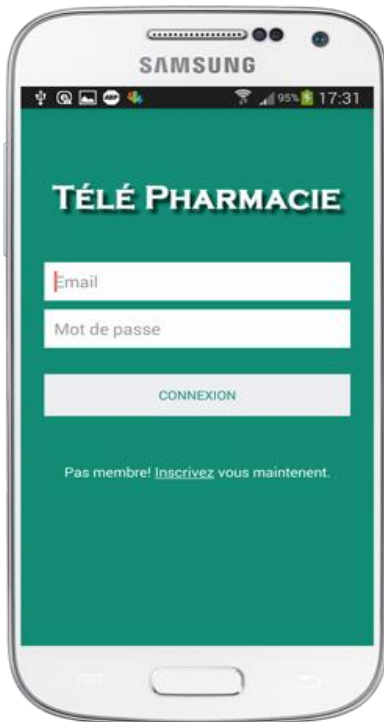 SAMSUNG
95% 17:31
TÉLÉ PHARMACIE
Email
Mot de passe
CONNEXION
Pas membre! Inscrivez vous maintenent.